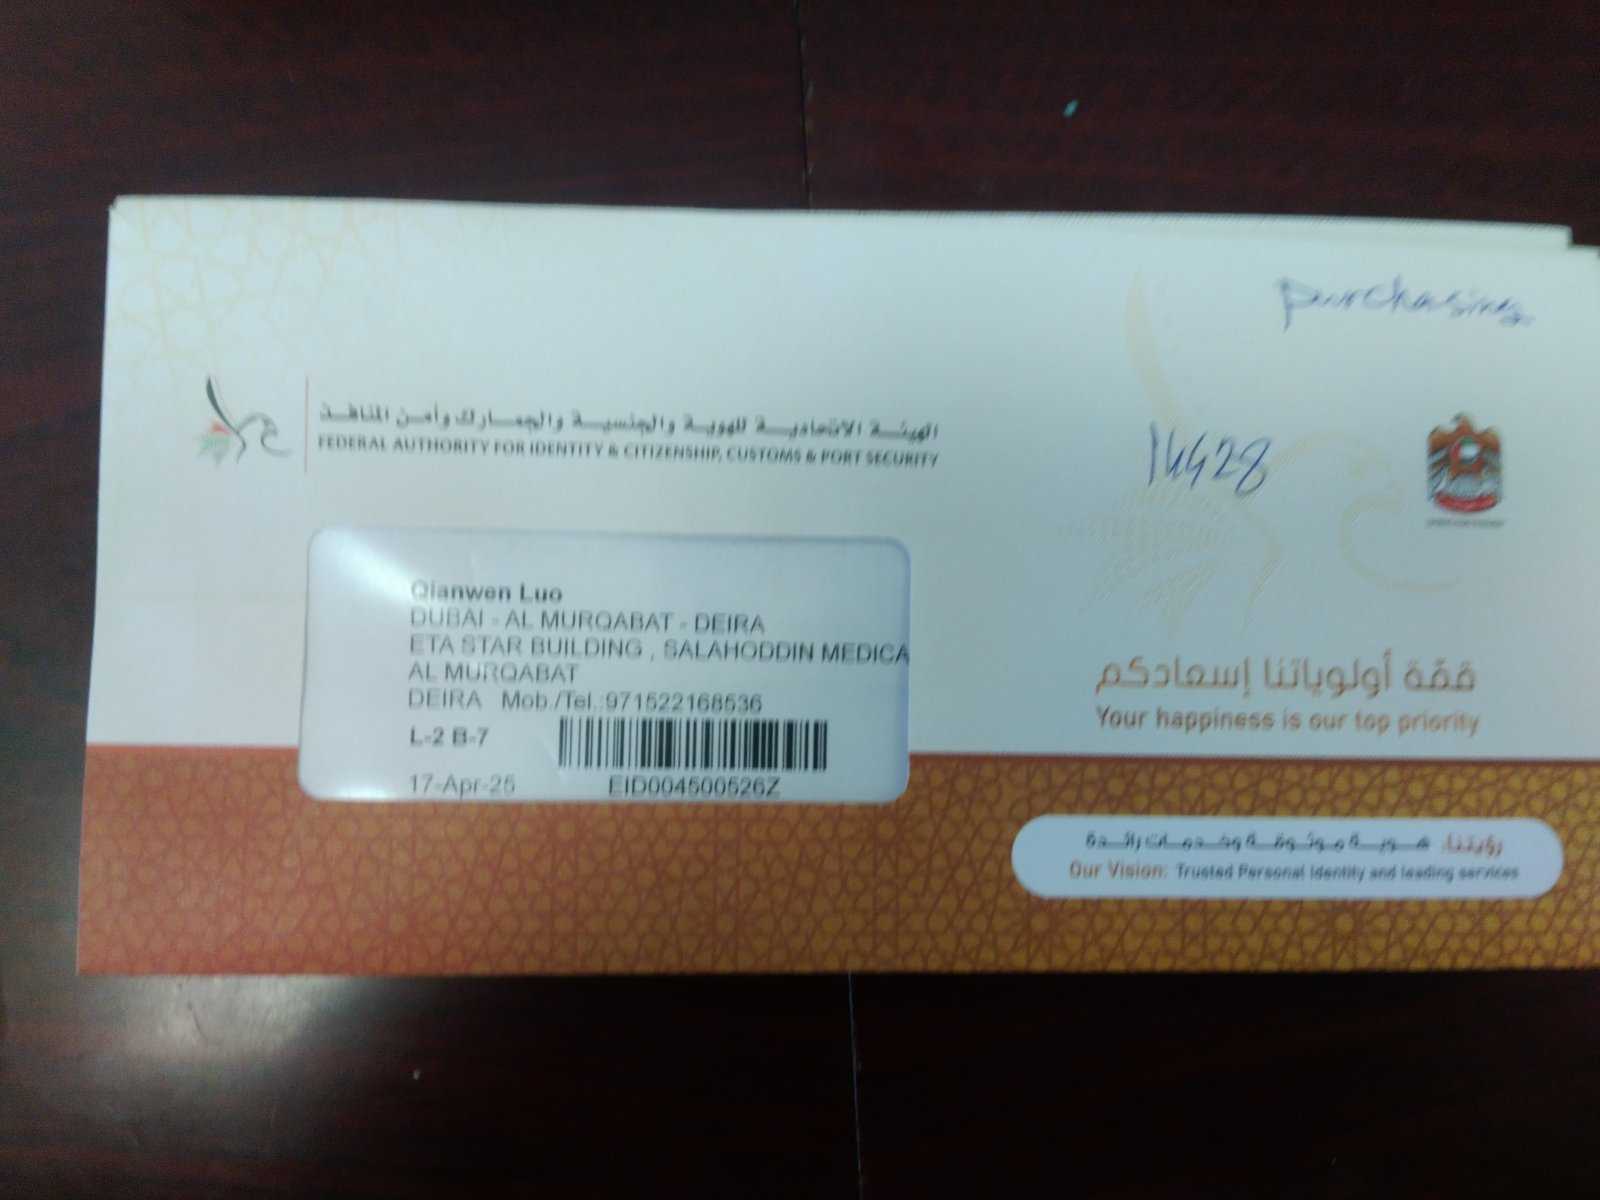 purchasing
الهيئة الاتحادية للهوية والجنسية والجمارك وأمن المنافذ
FEDERAL AUTHORITY FOR IDENTITY & CITIZENSHIP, CUSTOMS & PORT SECURITY
14428
Qianwen Luo
DUBAI - AL MURQABAT - DEIRA
ETA STAR BUILDING , SALAHODDIN MEDICA
AL MURQABAT
DEIRA Mob./Tel.:971522168536
L-2 B-7
17-Apr-25 EID004500526Z
قمّة أولوياتنا إسعادكم
Your happiness is our top priority
رؤيتنا: هوية موثوقة وخدمات رائدة
Our Vision: Trusted Personal Identity and leading services